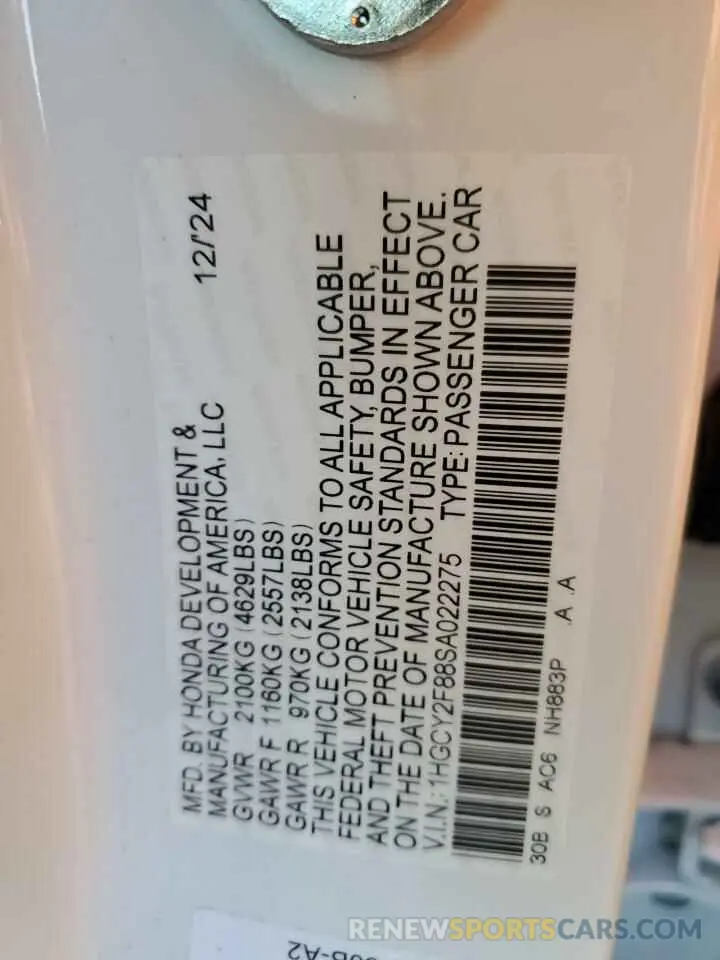 MFD. BY HONDA DEVELOPMENT &
MANUFACTURING OF AMERICA, LLC 12/'24
GVWR 2100KG (4629LBS)
GAWR F 1160KG (2557LBS)
GAWR R 970KG (2138LBS)
THIS VEHICLE CONFORMS TO ALL APPLICABLE
FEDERAL MOTOR VEHICLE SAFETY, BUMPER,
AND THEFT PREVENTION STANDARDS IN EFFECT
ON THE DATE OF MANUFACTURE SHOWN ABOVE.
V.I.N.: 1HGCY2F88SA022275 TYPE: PASSENGER CAR
30B S AC6 NH883P .A .A
RENEWSPORTSCARS.COM